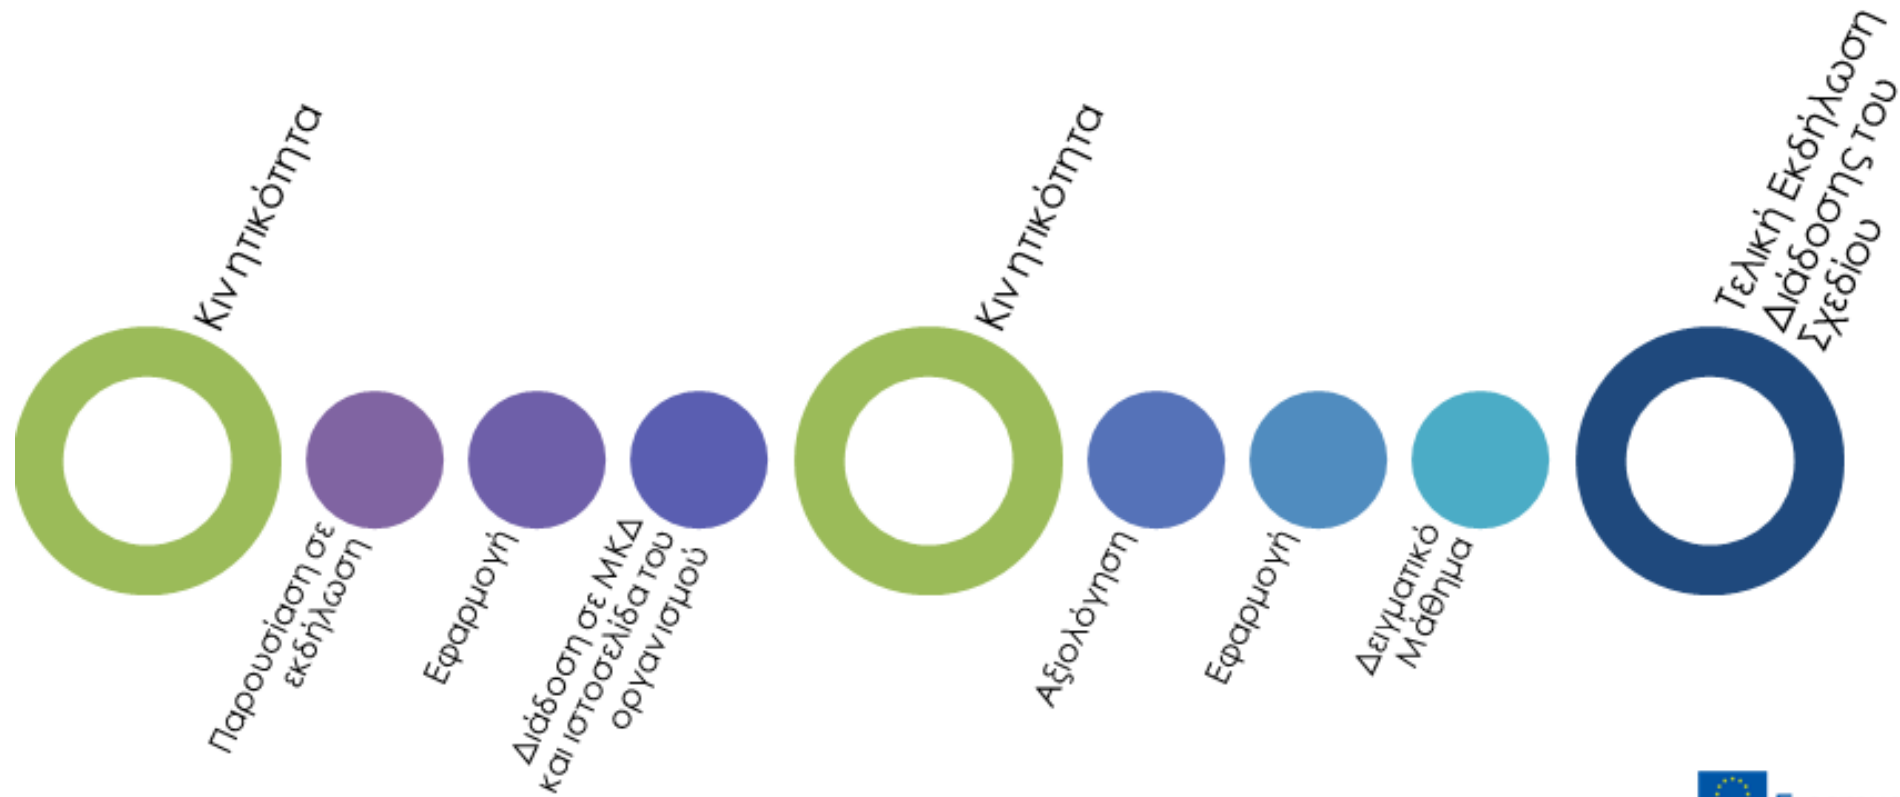 Κινητικότητα
Παρουσίαση σε
εκδήλωση
Εφαρμογή
Διάδοση σε ΜΚΔ
και ιστοσελίδα του
οργανισμού
Κινητικότητα
Αξιολόγηση
Εφαρμογή
Δειγματικό
Μάθημα
Τελική Εκδήλωση
Διάδοσης του
Σχεδίου